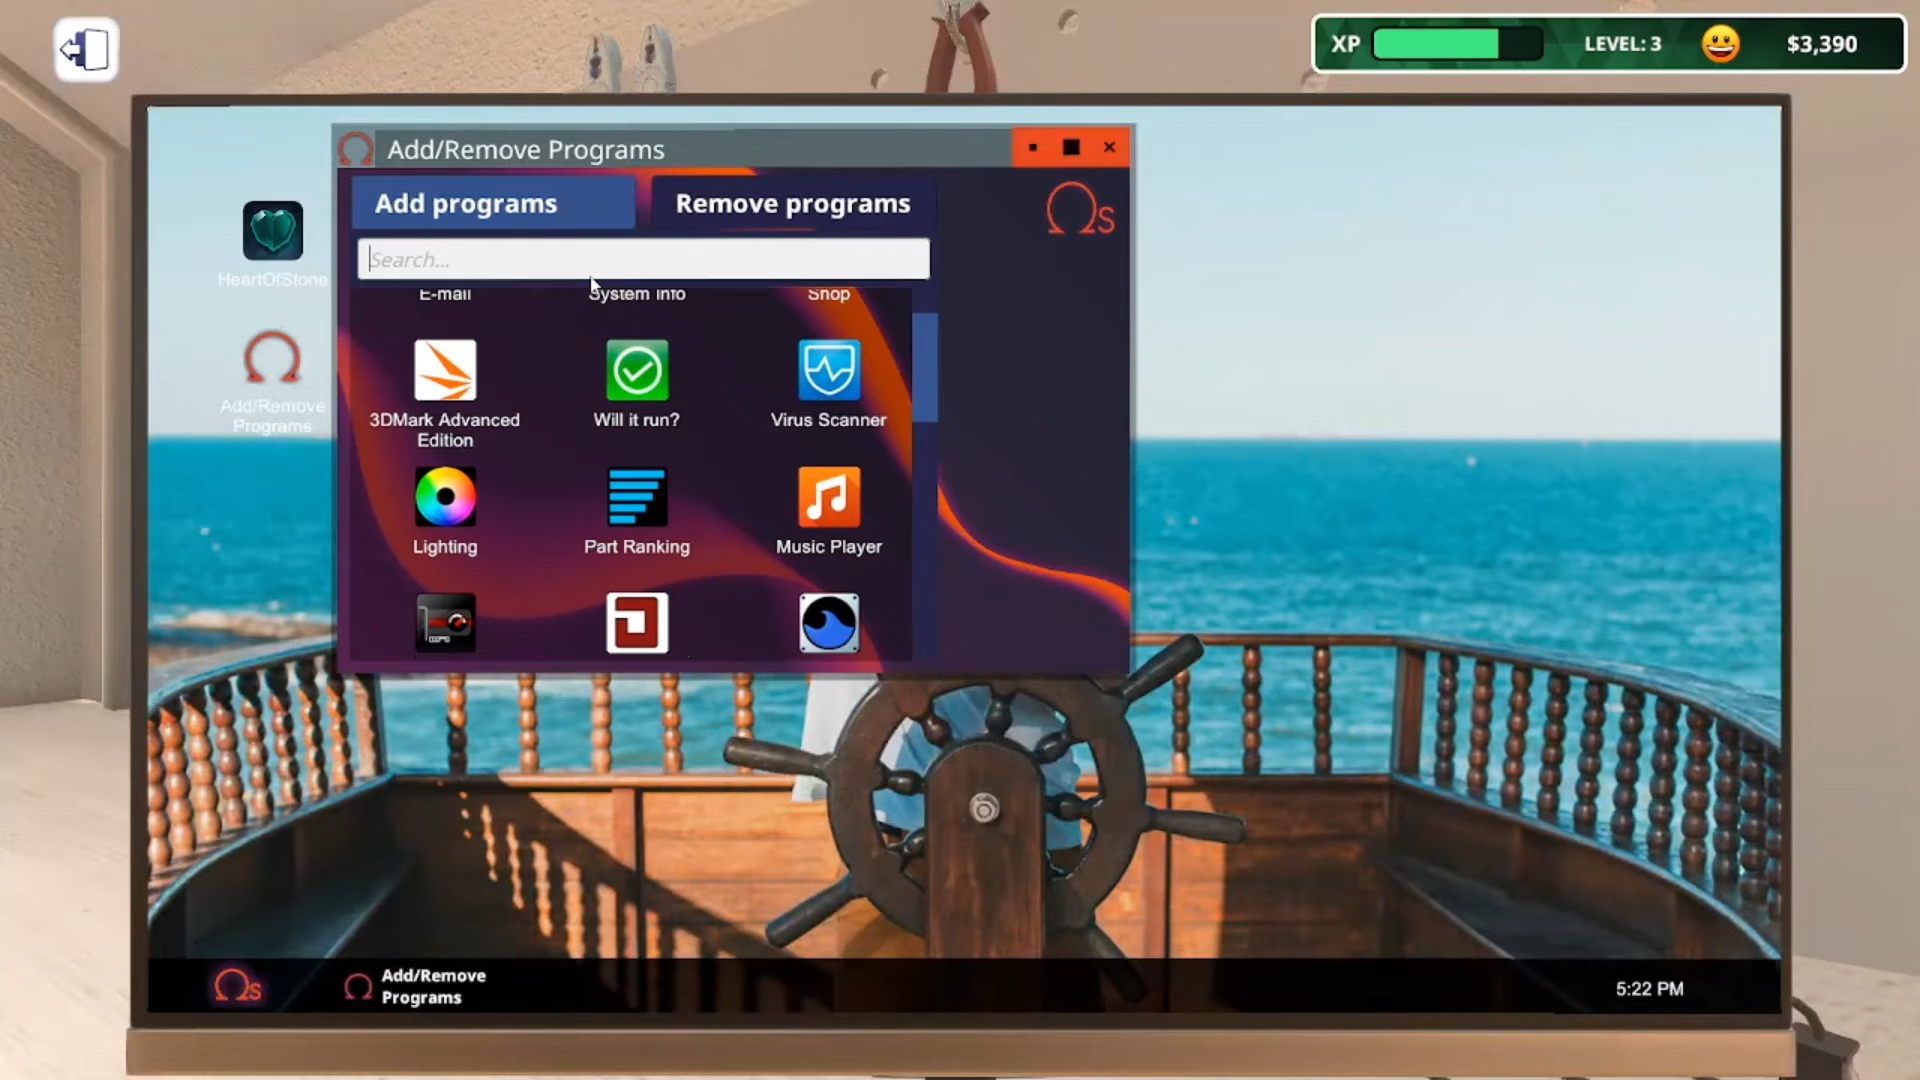 XP
LEVEL: 3
$3,390
Add/Remove Programs
Add programs
Remove programs
Ωs
Search...
E-mail
System Info
Shop
HeartOfStone
3DMark Advanced
Edition
Will it run?
Virus Scanner
Add/Remove
Programs
Lighting
Part Ranking
Music Player
Ωs
Add/Remove
Programs
5:22 PM